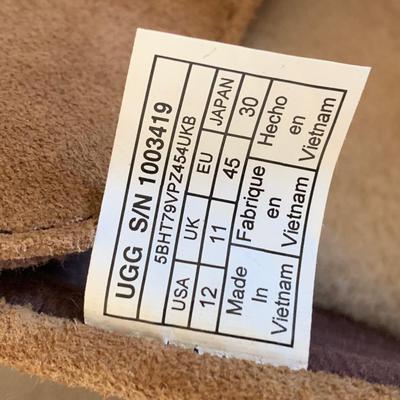 UGG S/N 1003419
5BHT79VPZ454UKB
USA UK EU JAPAN
12 11 45 30
Made Fabrique Hecho
In en en
Vietnam Vietnam Vietnam